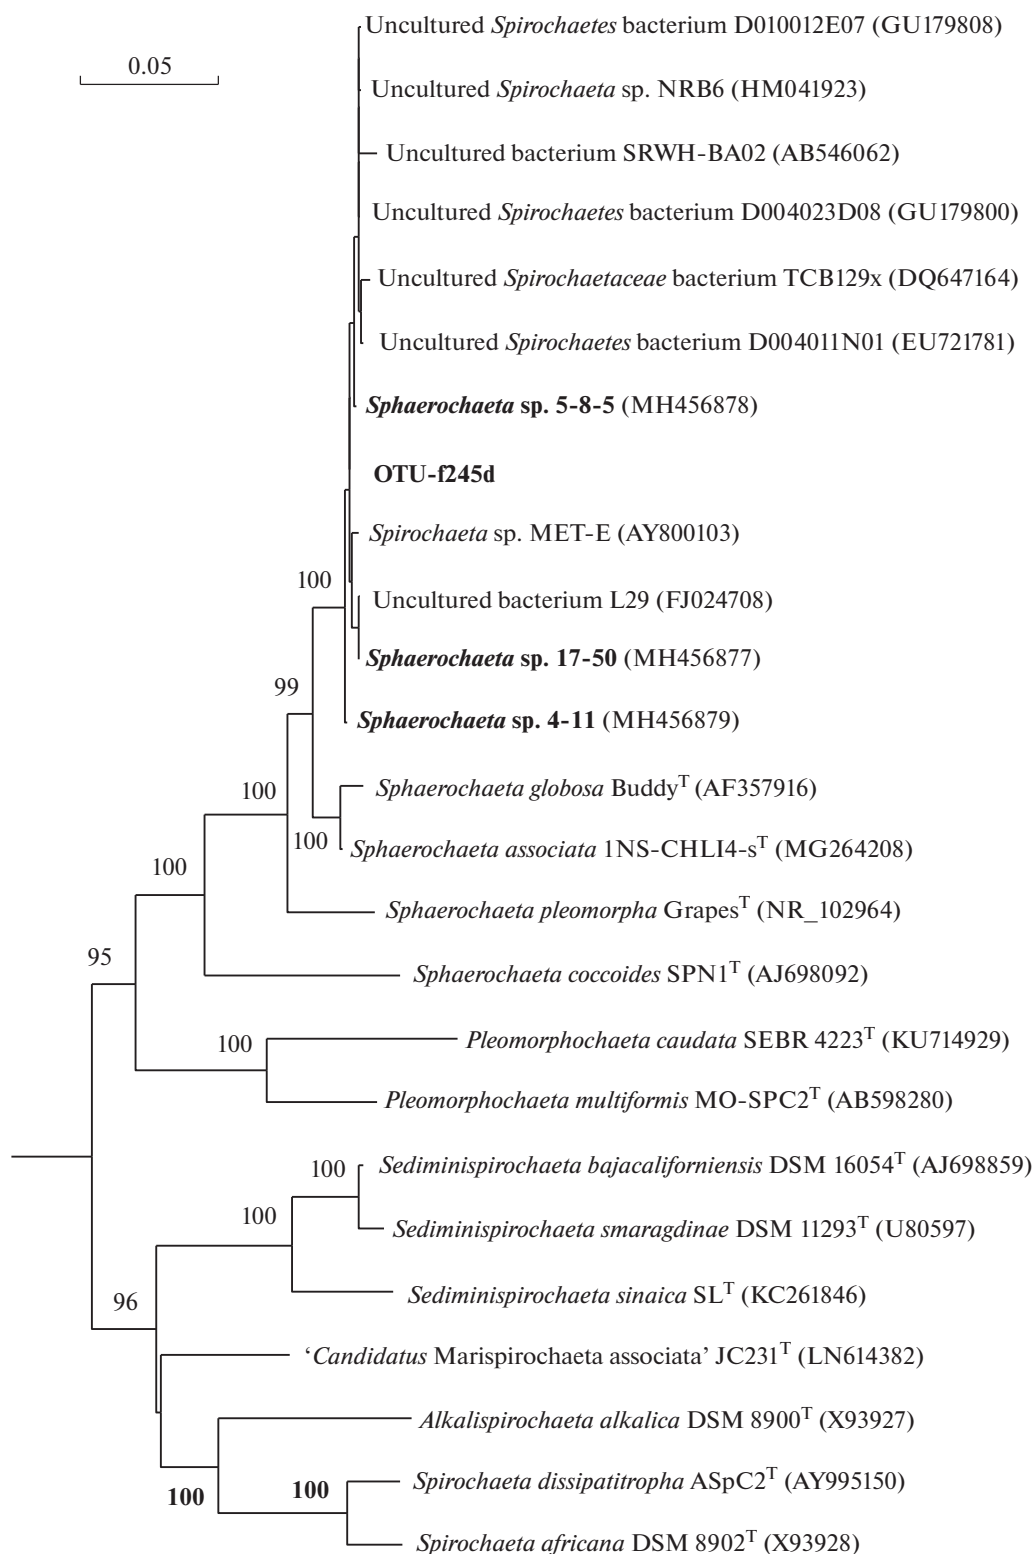 Uncultured Spirochaetes bacterium D010012E07 (GU179808)
0.05
Uncultured Spirochaeta sp. NRB6 (HM041923)
Uncultured bacterium SRWH-BA02 (AB546062)
Uncultured Spirochaetes bacterium D004023D08 (GU179800)
Uncultured Spirochaetaceae bacterium TCB129x (DQ647164)
Uncultured Spirochaetes bacterium D004011N01 (EU721781)
Sphaerochaeta sp. 5-8-5 (MH456878)
OTU-f245d
Spirochaeta sp. MET-E (AY800103)
100
Uncultured bacterium L29 (FJ024708)
Sphaerochaeta sp. 17-50 (MH456877)
99
Sphaerochaeta sp. 4-11 (MH456879)
100
Sphaerochaeta globosa Buddyᵀ (AF357916)
100
Sphaerochaeta associata 1NS-CHLI4-sᵀ (MG264208)
100
Sphaerochaeta pleomorpha Grapesᵀ (NR_102964)
95
Sphaerochaeta coccoides SPN1ᵀ (AJ698092)
100
Pleomorphochaeta caudata SEBR 4223ᵀ (KU714929)
Pleomorphochaeta multiformis MO-SPC2ᵀ (AB598280)
100
Sediminispirochaeta bajacaliforniensis DSM 16054ᵀ (AJ698859)
100
Sediminispirochaeta smaragdinae DSM 11293ᵀ (U80597)
96
Sediminispirochaeta sinaica SLᵀ (KC261846)
‘Candidatus Marispirochaeta associata’ JC231ᵀ (LN614382)
Alkalispirochaeta alkalica DSM 8900ᵀ (X93927)
100
100
Spirochaeta dissipatitropha ASpC2ᵀ (AY995150)
Spirochaeta africana DSM 8902ᵀ (X93928)